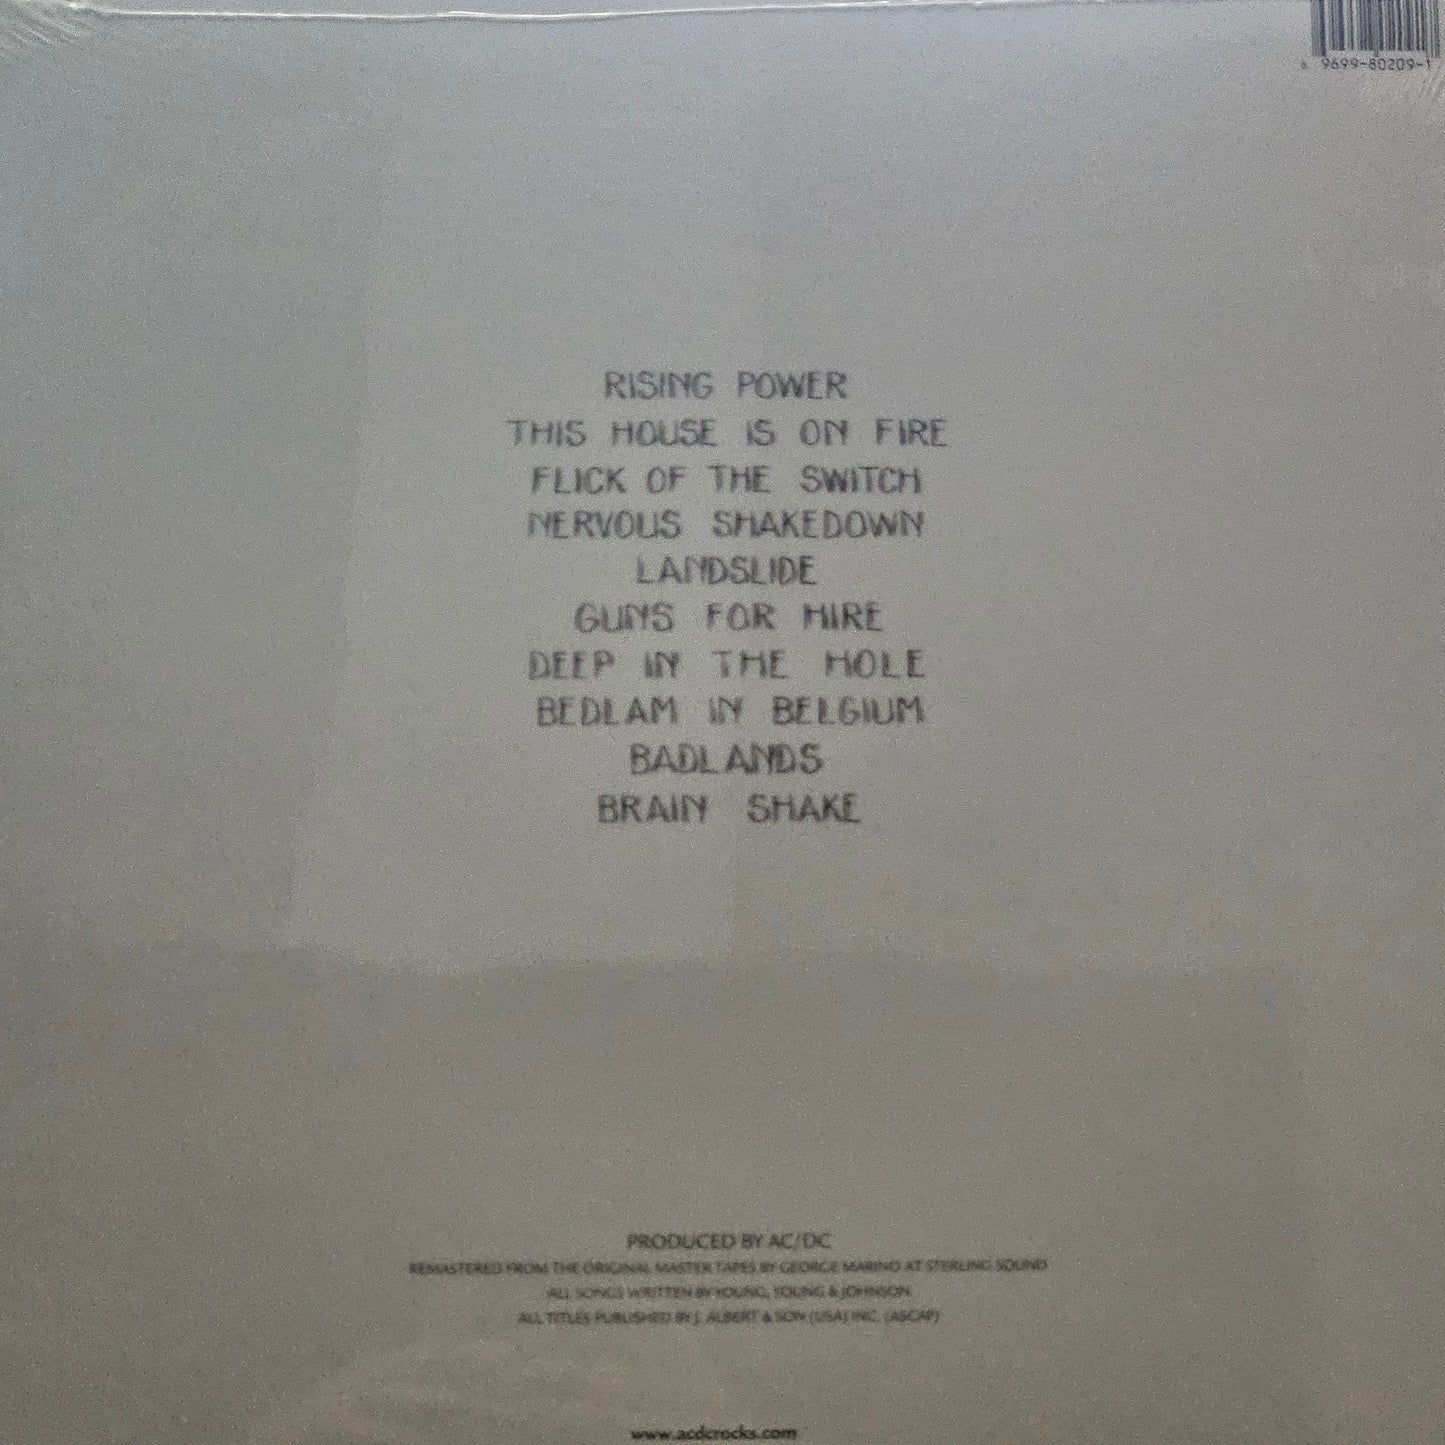 6 9699-80209-1
RISING POWER
THIS HOUSE IS ON FIRE
FLICK OF THE SWITCH
NERVOUS SHAKEDOWN
LANDSLIDE
GUNS FOR HIRE
DEEP IN THE HOLE
BEDLAM IN BELGIUM
BADLANDS
BRAIN SHAKE
PRODUCED BY AC/DC
REMASTERED FROM THE ORIGINAL MASTER TAPES BY GEORGE MARINO AT STERLING SOUND
ALL SONGS WRITTEN BY YOUNG, YOUNG & JOHNSON
ALL TITLES PUBLISHED BY J. ALBERT & SON (USA) INC. (ASCAP)
www.acdcrocks.com